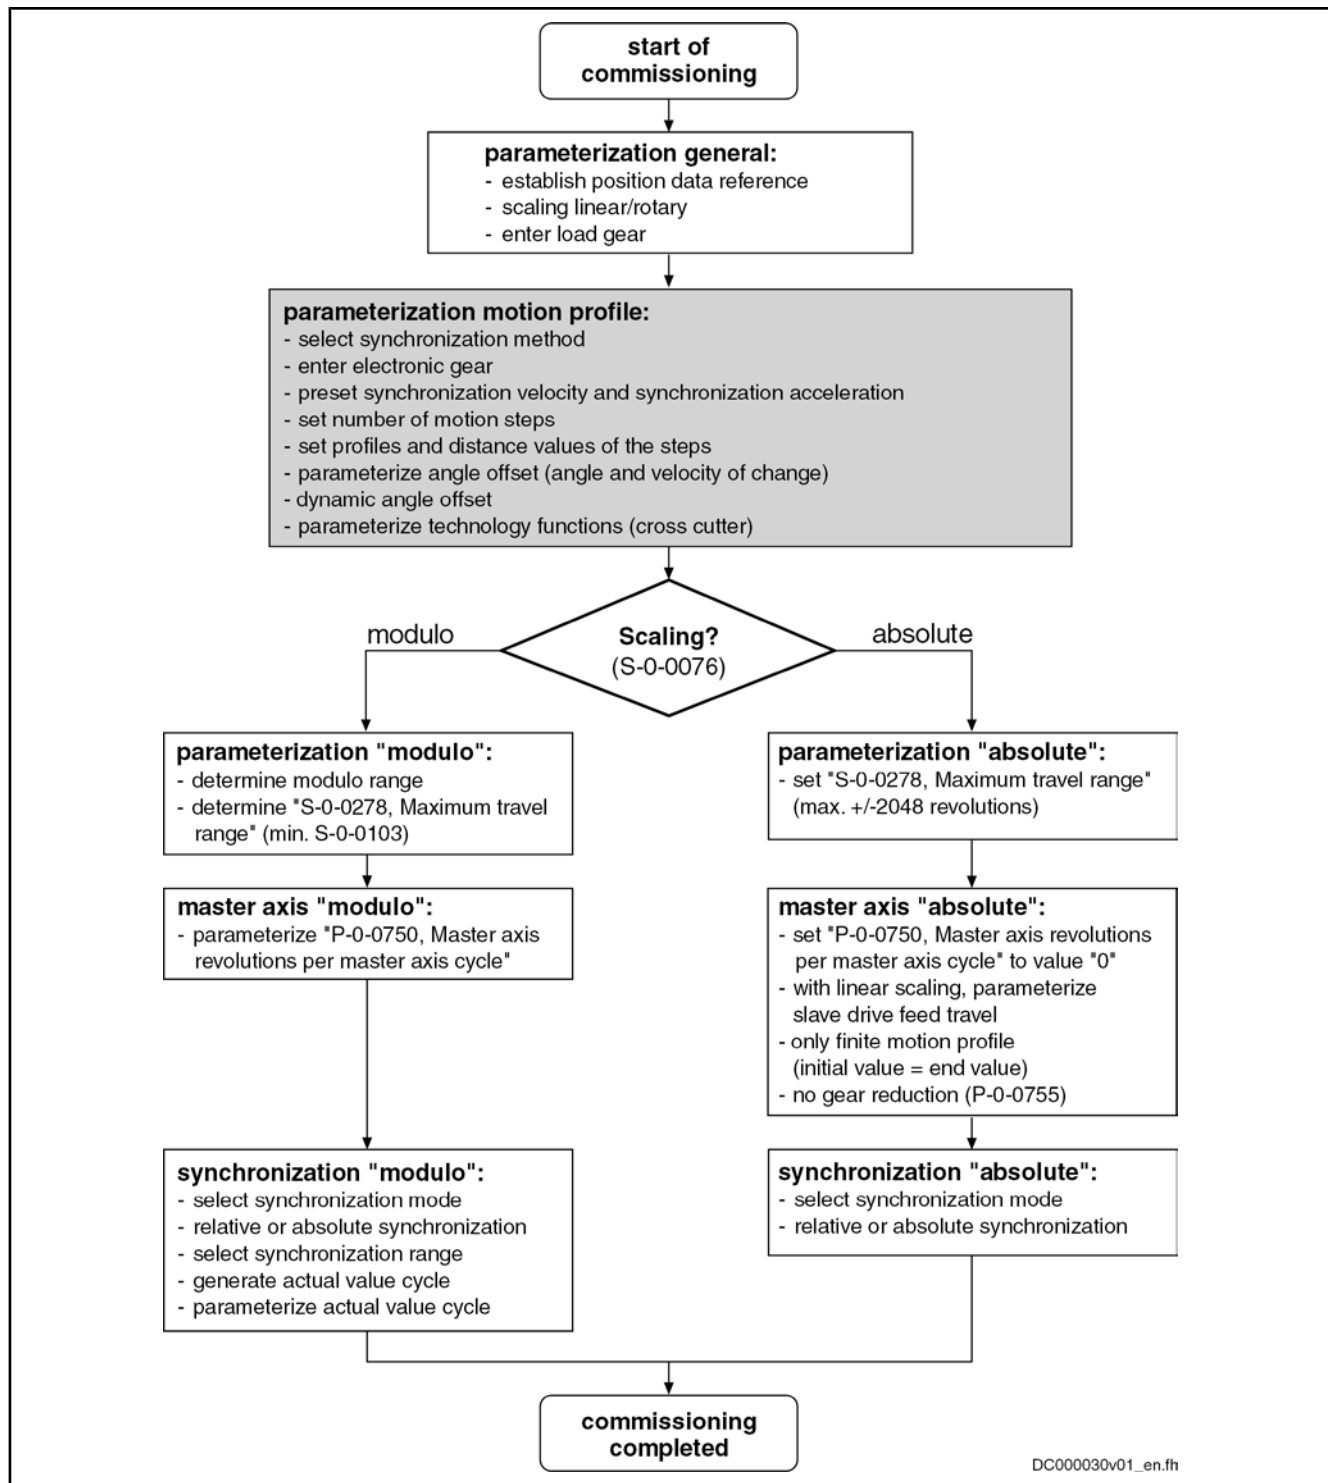 start of
commissioning
parameterization general:
- establish position data reference
- scaling linear/rotary
- enter load gear
parameterization motion profile:
- select synchronization method
- enter electronic gear
- preset synchronization velocity and synchronization acceleration
- set number of motion steps
- set profiles and distance values of the steps
- parameterize angle offset (angle and velocity of change)
- dynamic angle offset
- parameterize technology functions (cross cutter)
modulo
Scaling?
(S-0-0076)
absolute
parameterization "modulo":
- determine modulo range
- determine "S-0-0278, Maximum travel
range" (min. S-0-0103)
master axis "modulo":
- parameterize "P-0-0750, Master axis
revolutions per master axis cycle"
synchronization "modulo":
- select synchronization mode
- relative or absolute synchronization
- select synchronization range
- generate actual value cycle
- parameterize actual value cycle
parameterization "absolute":
- set "S-0-0278, Maximum travel range"
(max. +/-2048 revolutions)
master axis "absolute":
- set "P-0-0750, Master axis revolutions
per master axis cycle" to value "0"
- with linear scaling, parameterize
slave drive feed travel
- only finite motion profile
(initial value = end value)
- no gear reduction (P-0-0755)
synchronization "absolute":
- select synchronization mode
- relative or absolute synchronization
commissioning
completed
DC000030v01_en.fh